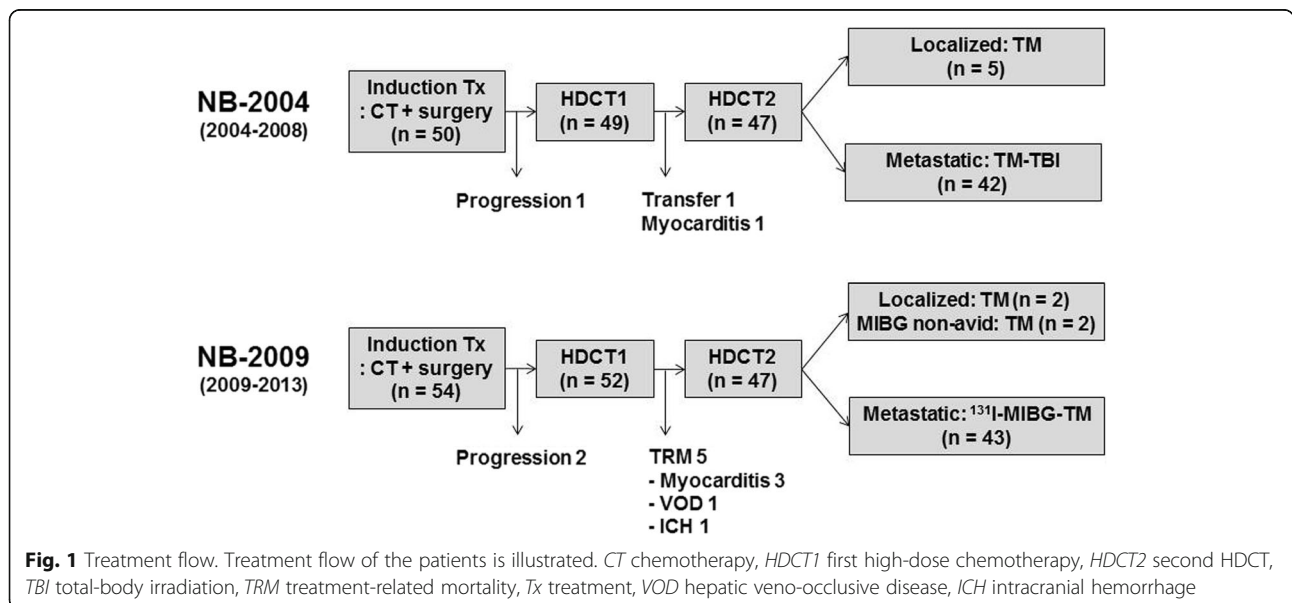 NB-2004
(2004-2008)
Induction Tx
: CT + surgery
(n = 50)
HDCT1
(n = 49)
HDCT2
(n = 47)
Localized: TM
(n = 5)
Metastatic: TM-TBI
(n = 42)
Progression 1
Transfer 1
Myocarditis 1
NB-2009
(2009-2013)
Induction Tx
: CT + surgery
(n = 54)
HDCT1
(n = 52)
HDCT2
(n = 47)
Localized: TM (n = 2)
MIBG non-avid: TM (n = 2)
Metastatic: ¹³¹I-MIBG-TM
(n = 43)
Progression 2
TRM 5
- Myocarditis 3
- VOD 1
- ICH 1
Fig. 1 Treatment flow. Treatment flow of the patients is illustrated. CT chemotherapy, HDCT1 first high-dose chemotherapy, HDCT2 second HDCT,
TBI total-body irradiation, TRM treatment-related mortality, Tx treatment, VOD hepatic veno-occlusive disease, ICH intracranial hemorrhage